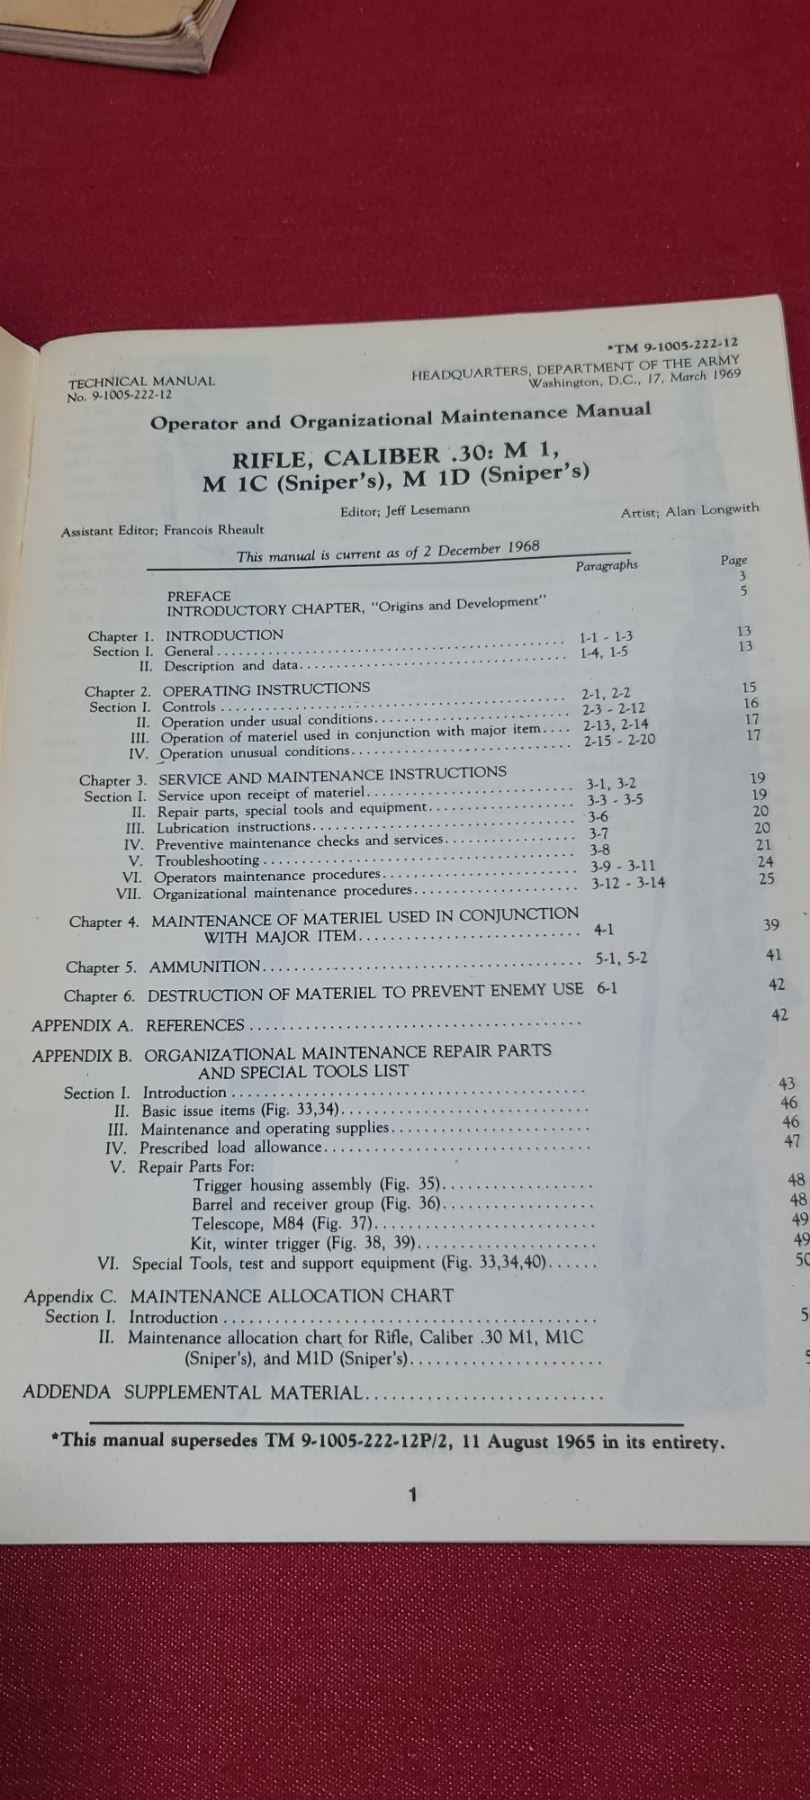 *TM 9-1005-222-12
TECHNICAL MANUAL
No. 9-1005-222-12
HEADQUARTERS, DEPARTMENT OF THE ARMY
Washington, D.C., 17, March 1969
Operator and Organizational Maintenance Manual
RIFLE, CALIBER .30: M 1,
M 1C (Sniper's), M 1D (Sniper's)
Editor; Jeff Lesemann
Assistant Editor; Francois Rheault
Artist; Alan Longwith
This manual is current as of 2 December 1968
Paragraphs Page
PREFACE 3
INTRODUCTORY CHAPTER, "Origins and Development" 5
Chapter 1. INTRODUCTION
Section I. General 1-1 - 1-3 13
II. Description and data 1-4, 1-5 13
Chapter 2. OPERATING INSTRUCTIONS
Section I. Controls 2-1, 2-2 15
II. Operation under usual conditions 2-3 - 2-12 16
III. Operation of materiel used in conjunction with major item 2-13, 2-14 17
IV. Operation unusual conditions 2-15 - 2-20 17
Chapter 3. SERVICE AND MAINTENANCE INSTRUCTIONS
Section I. Service upon receipt of materiel 3-1, 3-2 19
II. Repair parts, special tools and equipment 3-3 - 3-5 19
III. Lubrication instructions 3-6 20
IV. Preventive maintenance checks and services 3-7 20
V. Troubleshooting 3-8 21
VI. Operators maintenance procedures 3-9 - 3-11 24
VII. Organizational maintenance procedures 3-12 - 3-14 25
Chapter 4. MAINTENANCE OF MATERIEL USED IN CONJUNCTION
WITH MAJOR ITEM 4-1 39
Chapter 5. AMMUNITION 5-1, 5-2 41
Chapter 6. DESTRUCTION OF MATERIEL TO PREVENT ENEMY USE 6-1 42
APPENDIX A. REFERENCES 42
APPENDIX B. ORGANIZATIONAL MAINTENANCE REPAIR PARTS
AND SPECIAL TOOLS LIST
Section I. Introduction 43
II. Basic issue items (Fig. 33,34) 46
III. Maintenance and operating supplies 46
IV. Prescribed load allowance 47
V. Repair Parts For:
Trigger housing assembly (Fig. 35) 48
Barrel and receiver group (Fig. 36) 48
Telescope, M84 (Fig. 37) 49
Kit, winter trigger (Fig. 38, 39) 49
VI. Special Tools, test and support equipment (Fig. 33,34,40) 50
Appendix C. MAINTENANCE ALLOCATION CHART
Section I. Introduction 5
II. Maintenance allocation chart for Rifle, Caliber .30 M1, M1C
(Sniper's), and M1D (Sniper's)
ADDENDA SUPPLEMENTAL MATERIAL
*This manual supersedes TM 9-1005-222-12P/2, 11 August 1965 in its entirety.
1